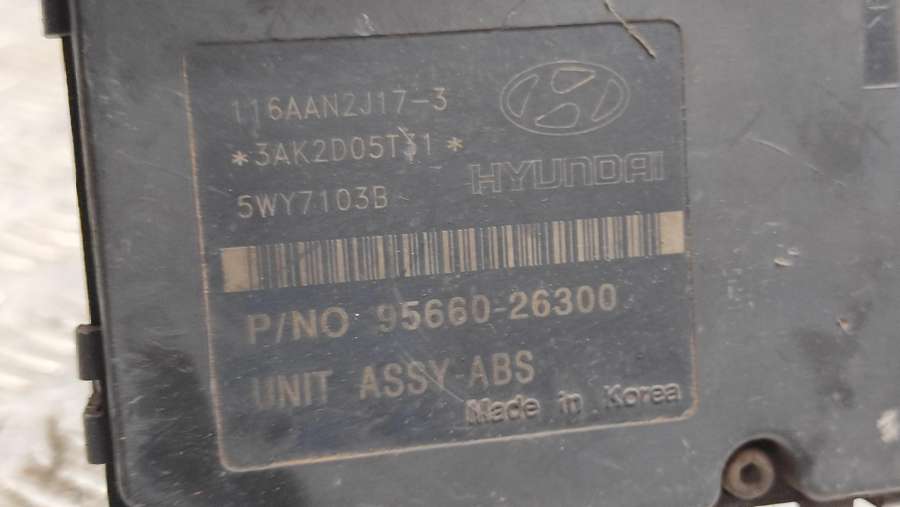 116AAN2J17-3
*3AK2D05T31*
5WY7103B
HYUNDAI
P/NO 95660-26300
UNIT ASSY-ABS
Made in Korea